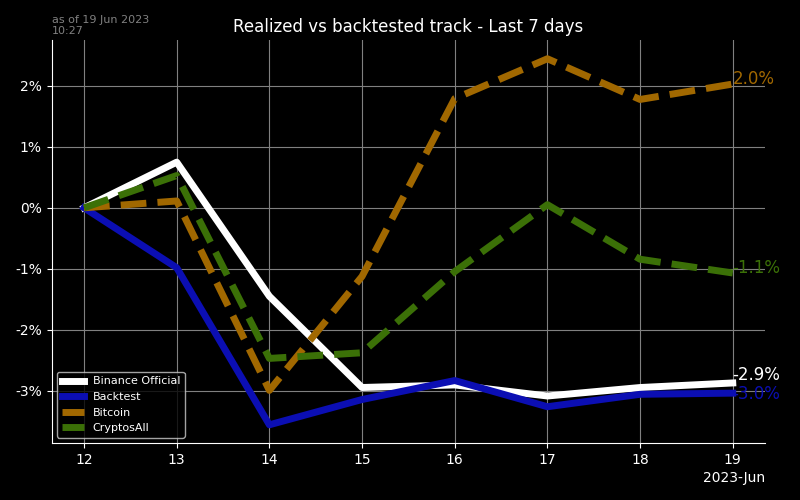 as of 19 Jun 2023
10:27
Realized vs backtested track - Last 7 days
2%
1%
0%
-1%
-2%
-3%
2.0%
-1.1%
-2.9%
-3.0%
Binance Official
Backtest
Bitcoin
CryptosAll
12 13 14 15 16 17 18 19
2023-Jun